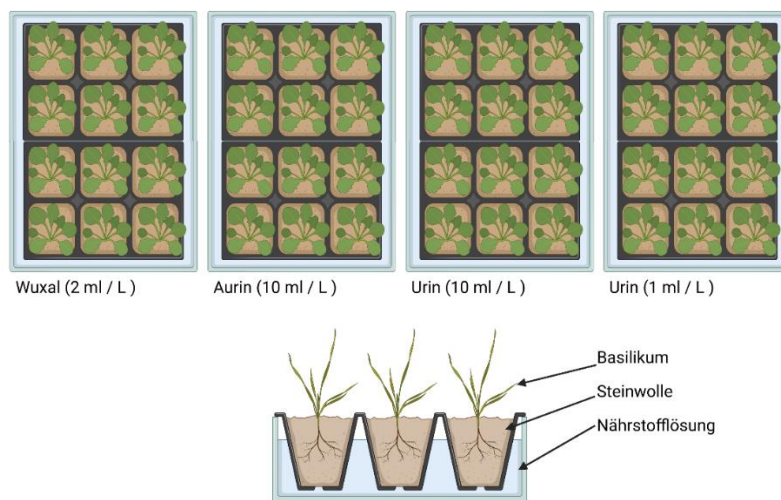 Wuxal (2 ml / L )
Aurin (10 ml / L )
Urin (10 ml / L )
Urin (1 ml / L )
Basilikum
Steinwolle
Nährstofflösung